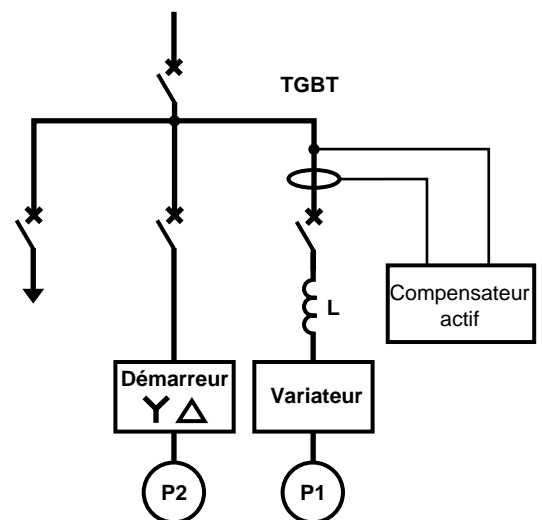 TGBT
L
Compensateur
actif
Démarreur
Variateur
P2
P1